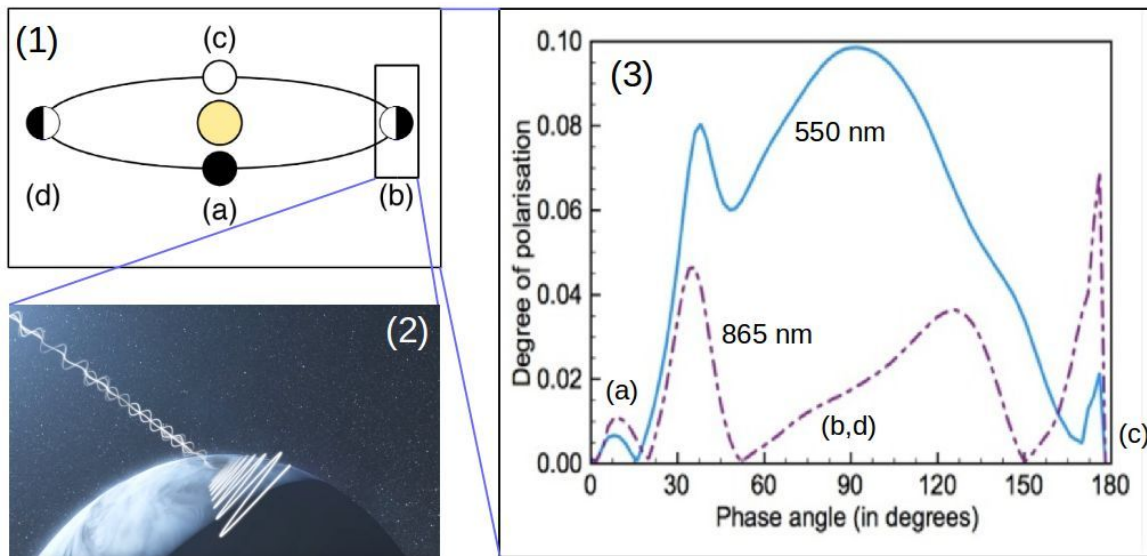 (1)
(c)
(d)
(a)
(b)
(2)
(3)
Degree of polarisation
0.10
0.08
0.06
0.04
0.02
0.00
550 nm
865 nm
(a)
(b,d)
(c)
0
30
60
90
120
150
180
Phase angle (in degrees)